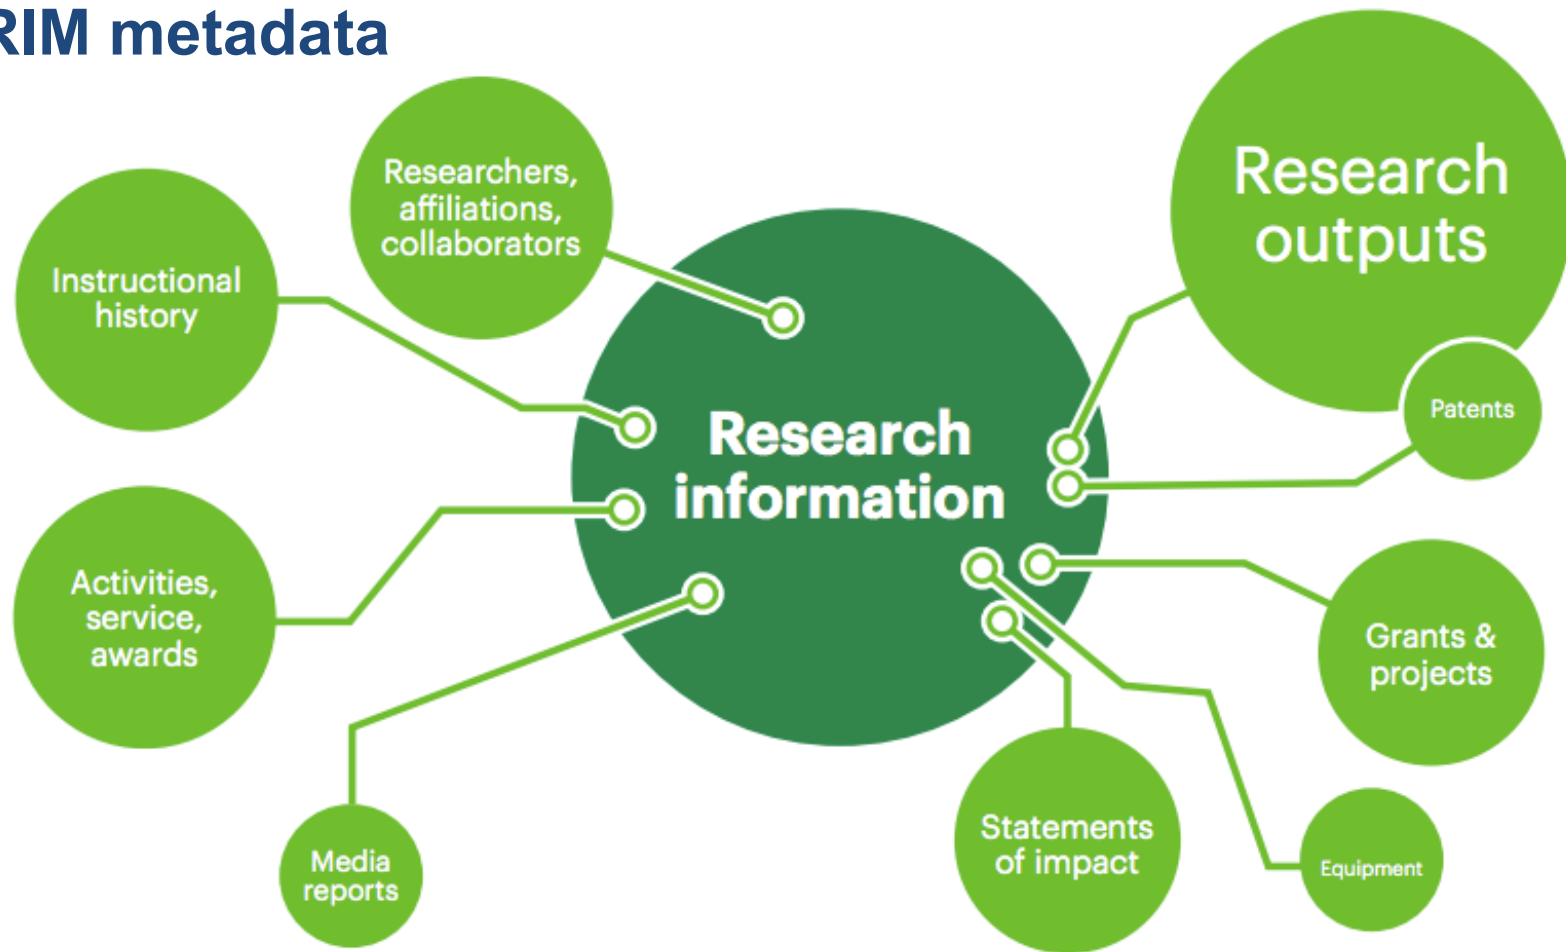 RIM metadata
Researchers,
affiliations,
collaborators
Research
outputs
Instructional
history
Patents
Research
information
Activities,
service,
awards
Grants &
projects
Statements
of impact
Media
reports
Equipment